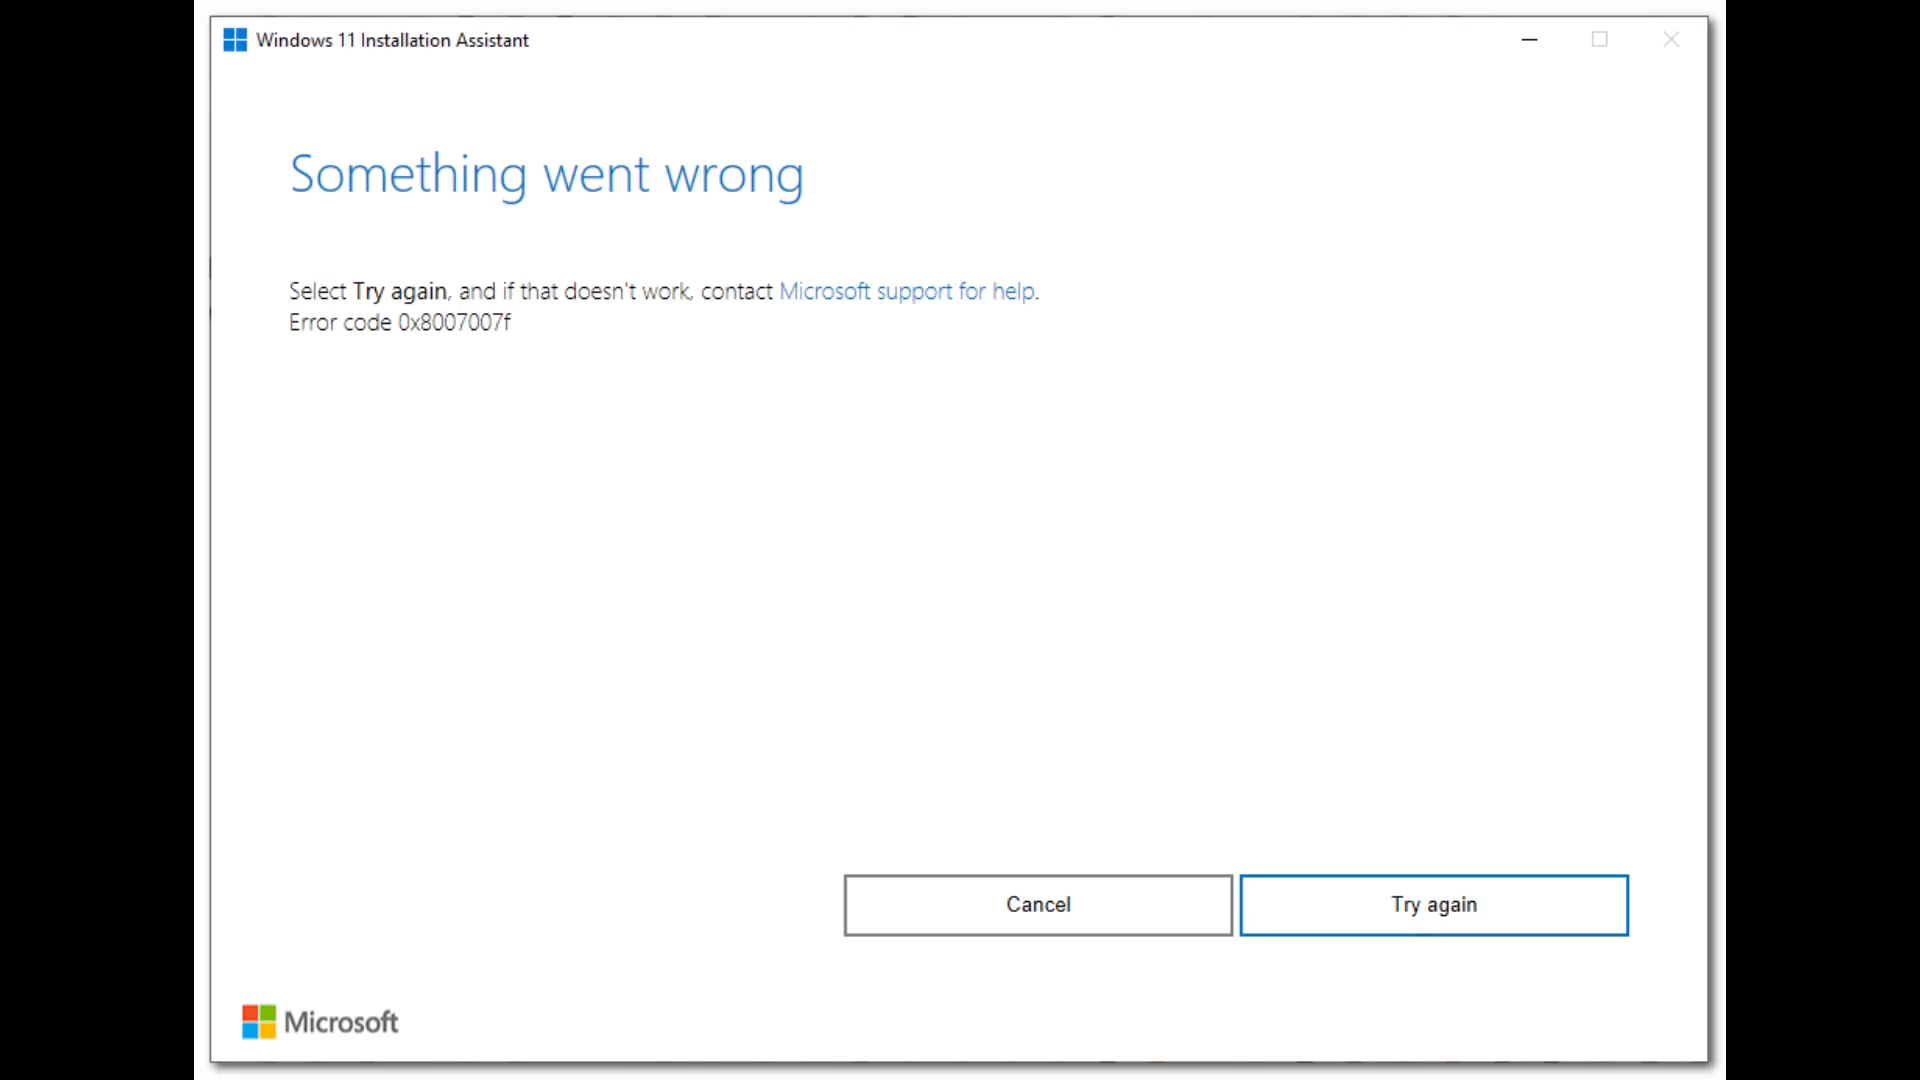 Windows 11 Installation Assistant
Something went wrong
Select Try again, and if that doesn't work, contact Microsoft support for help.
Error code 0x8007007f
Cancel
Try again
Microsoft